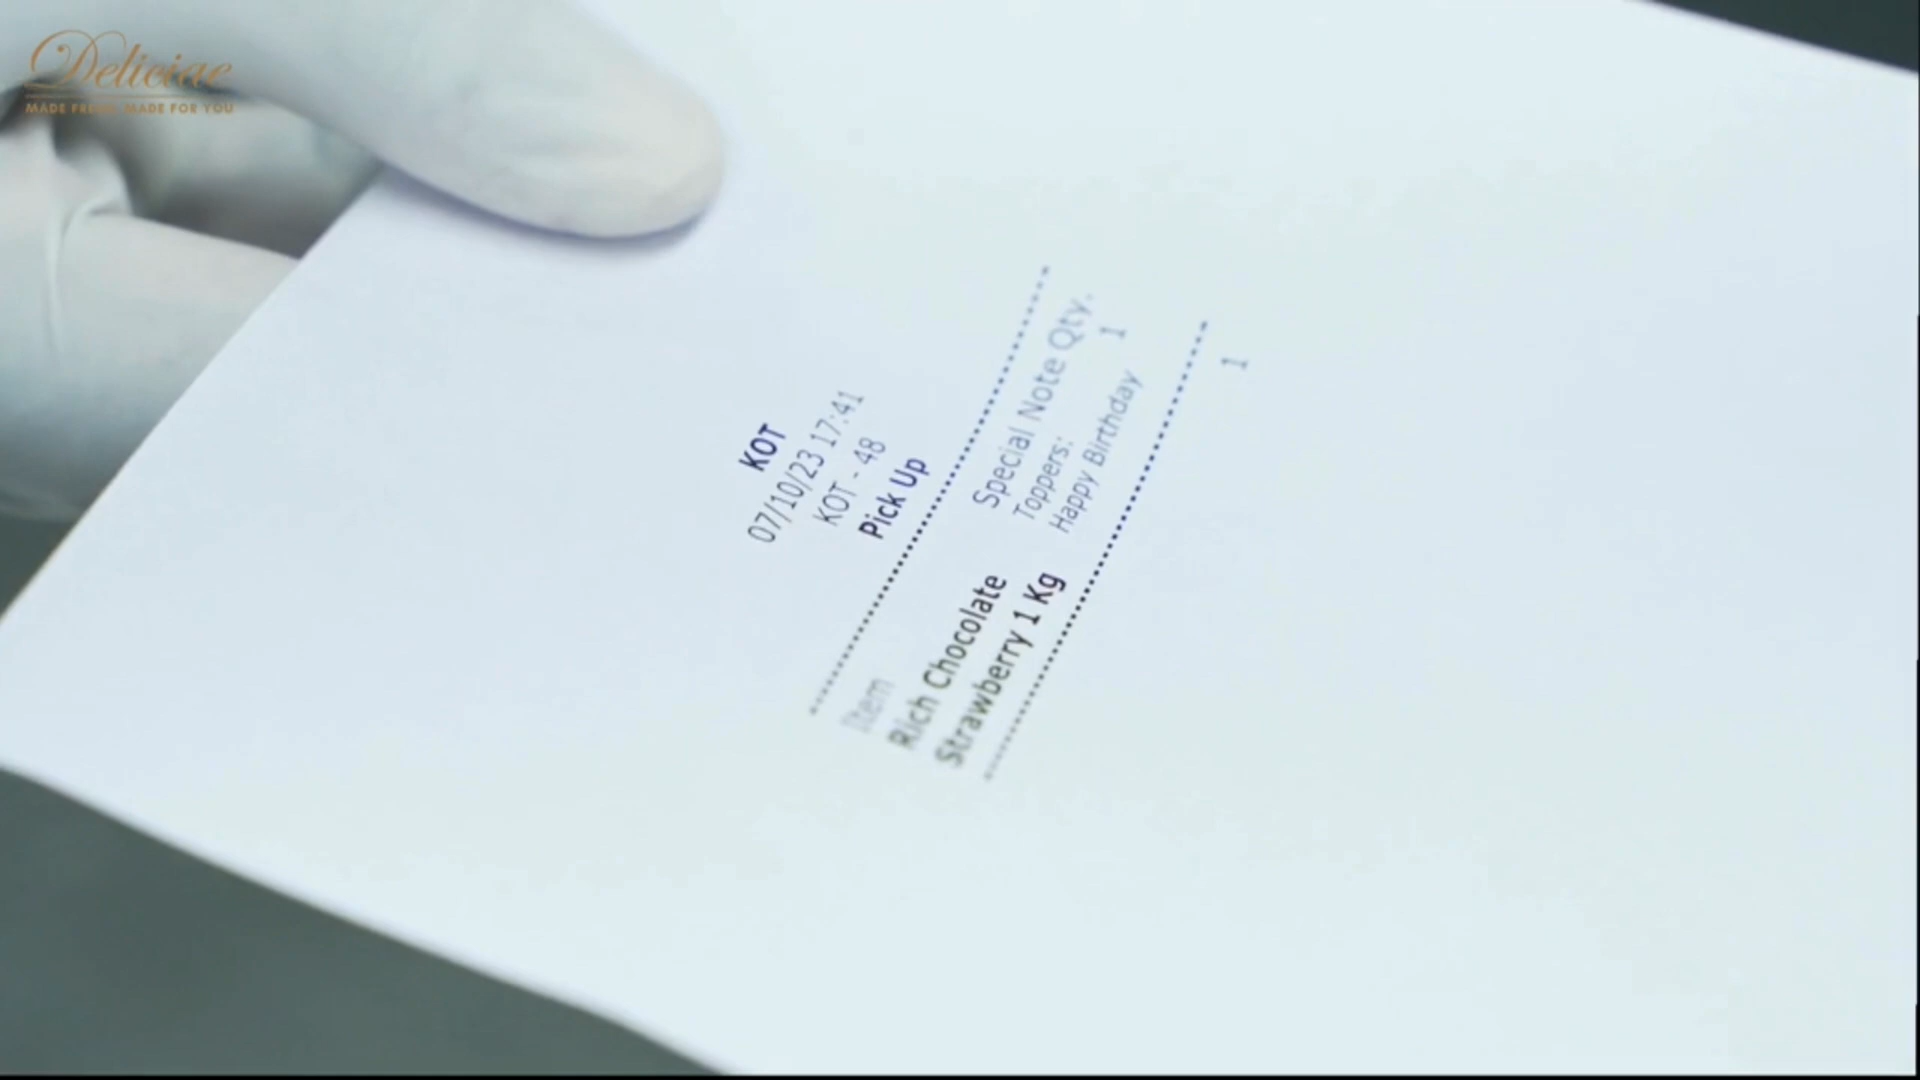 Deliciae
MADE FRESH, MADE FOR YOU
KOT
07/10/23 17:41
KOT - 48
Pick Up
Item Special Note Qty.
Rich Chocolate Toppers: 1
Strawberry 1 Kg Happy Birthday
1